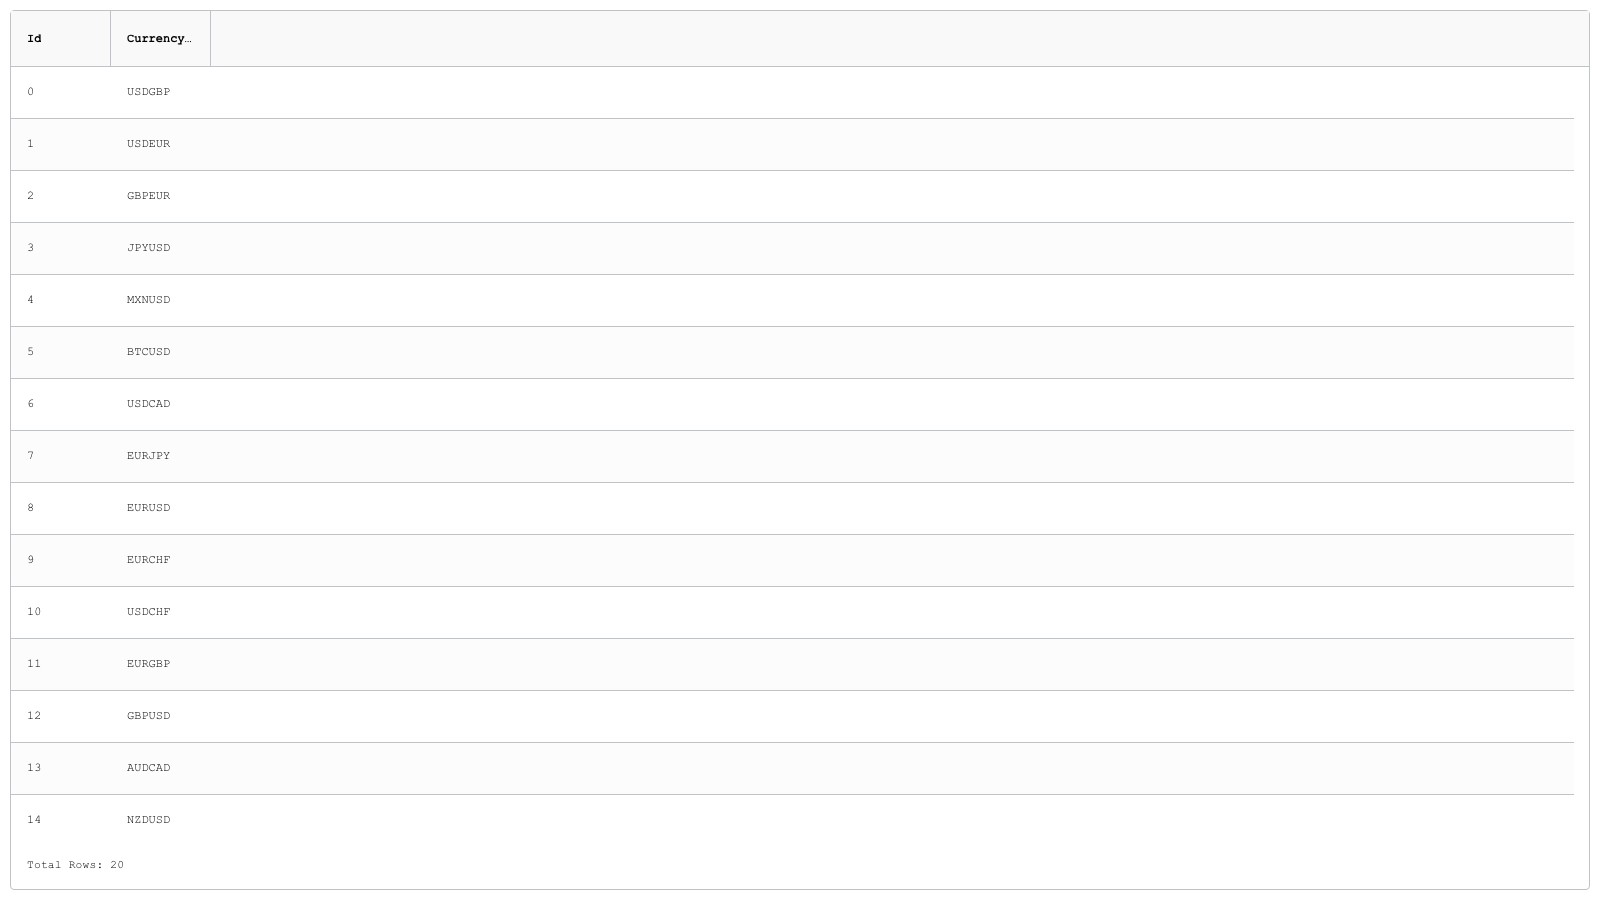 Id Currency…
0 USDGBP
1 USDEUR
2 GBPEUR
3 JPYUSD
4 MXNUSD
5 BTCUSD
6 USDCAD
7 EURJPY
8 EURUSD
9 EURCHF
10 USDCHF
11 EURGBP
12 GBPUSD
13 AUDCAD
14 NZDUSD
Total Rows: 20